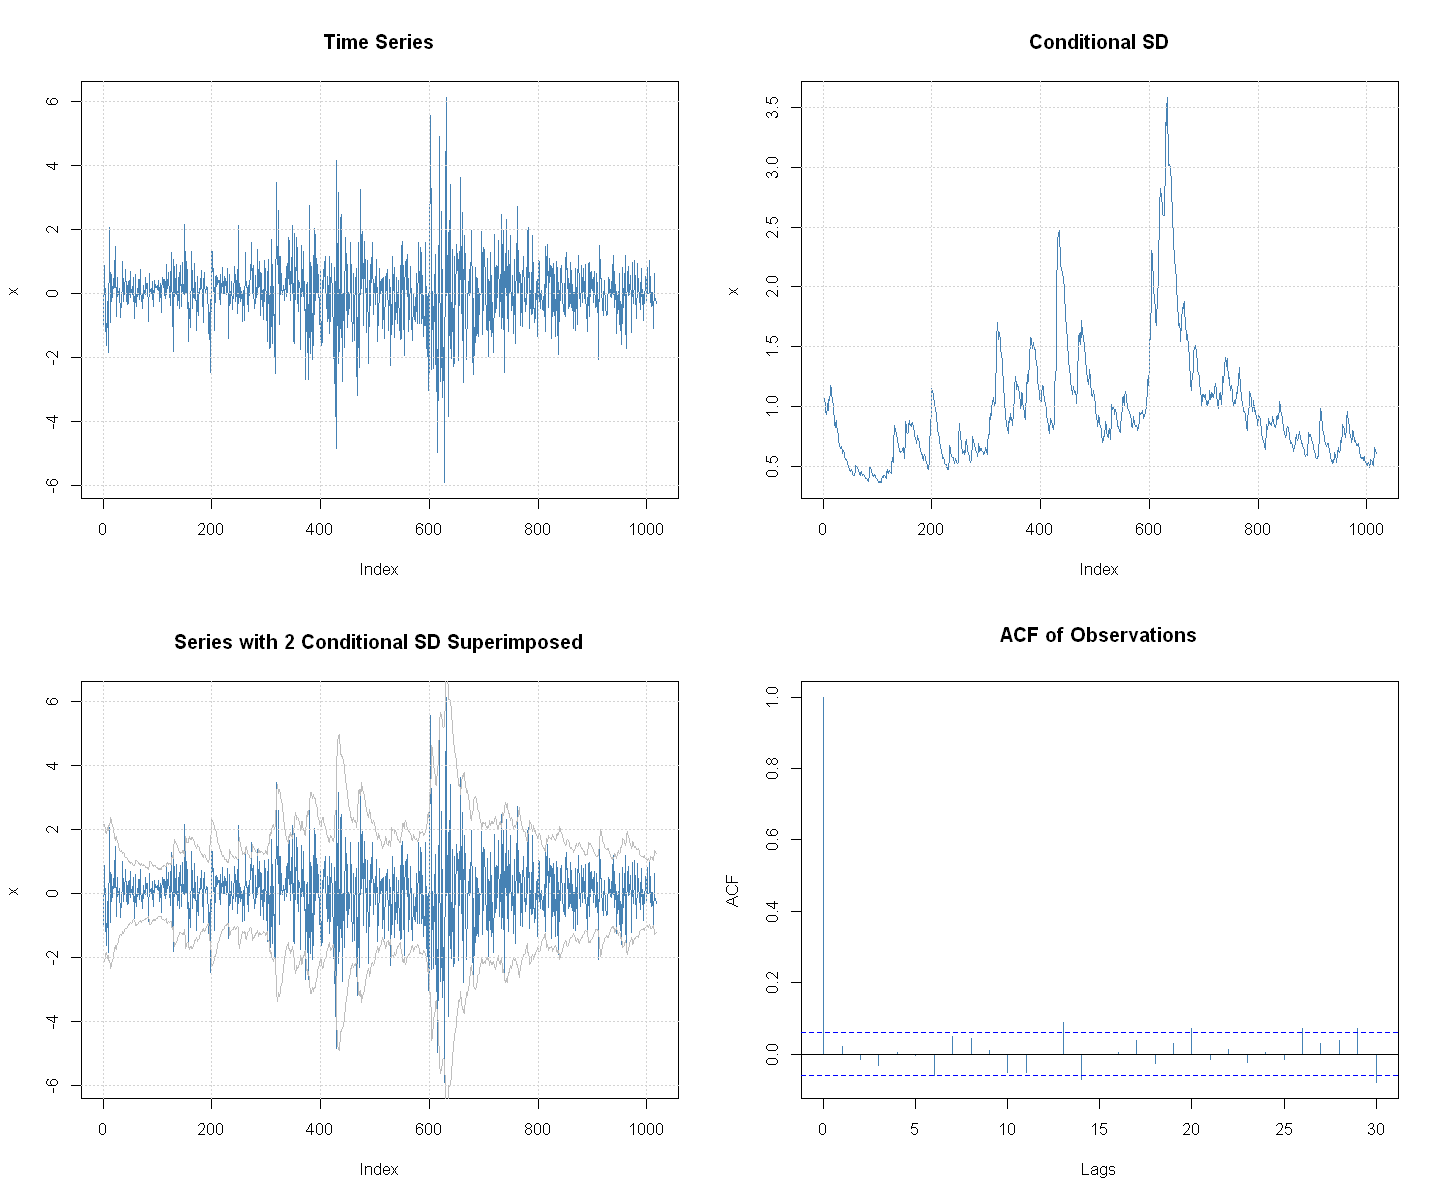 Time Series
x
6
4
2
0
-2
-4
-6
0 200 400 600 800 1000
Index
Conditional SD
x
3.5
3.0
2.5
2.0
1.5
1.0
0.5
0 200 400 600 800 1000
Index
Series with 2 Conditional SD Superimposed
x
6
4
2
0
-2
-4
-6
0 200 400 600 800 1000
Index
ACF of Observations
ACF
1.0
0.8
0.6
0.4
0.2
0.0
0 5 10 15 20 25 30
Lags